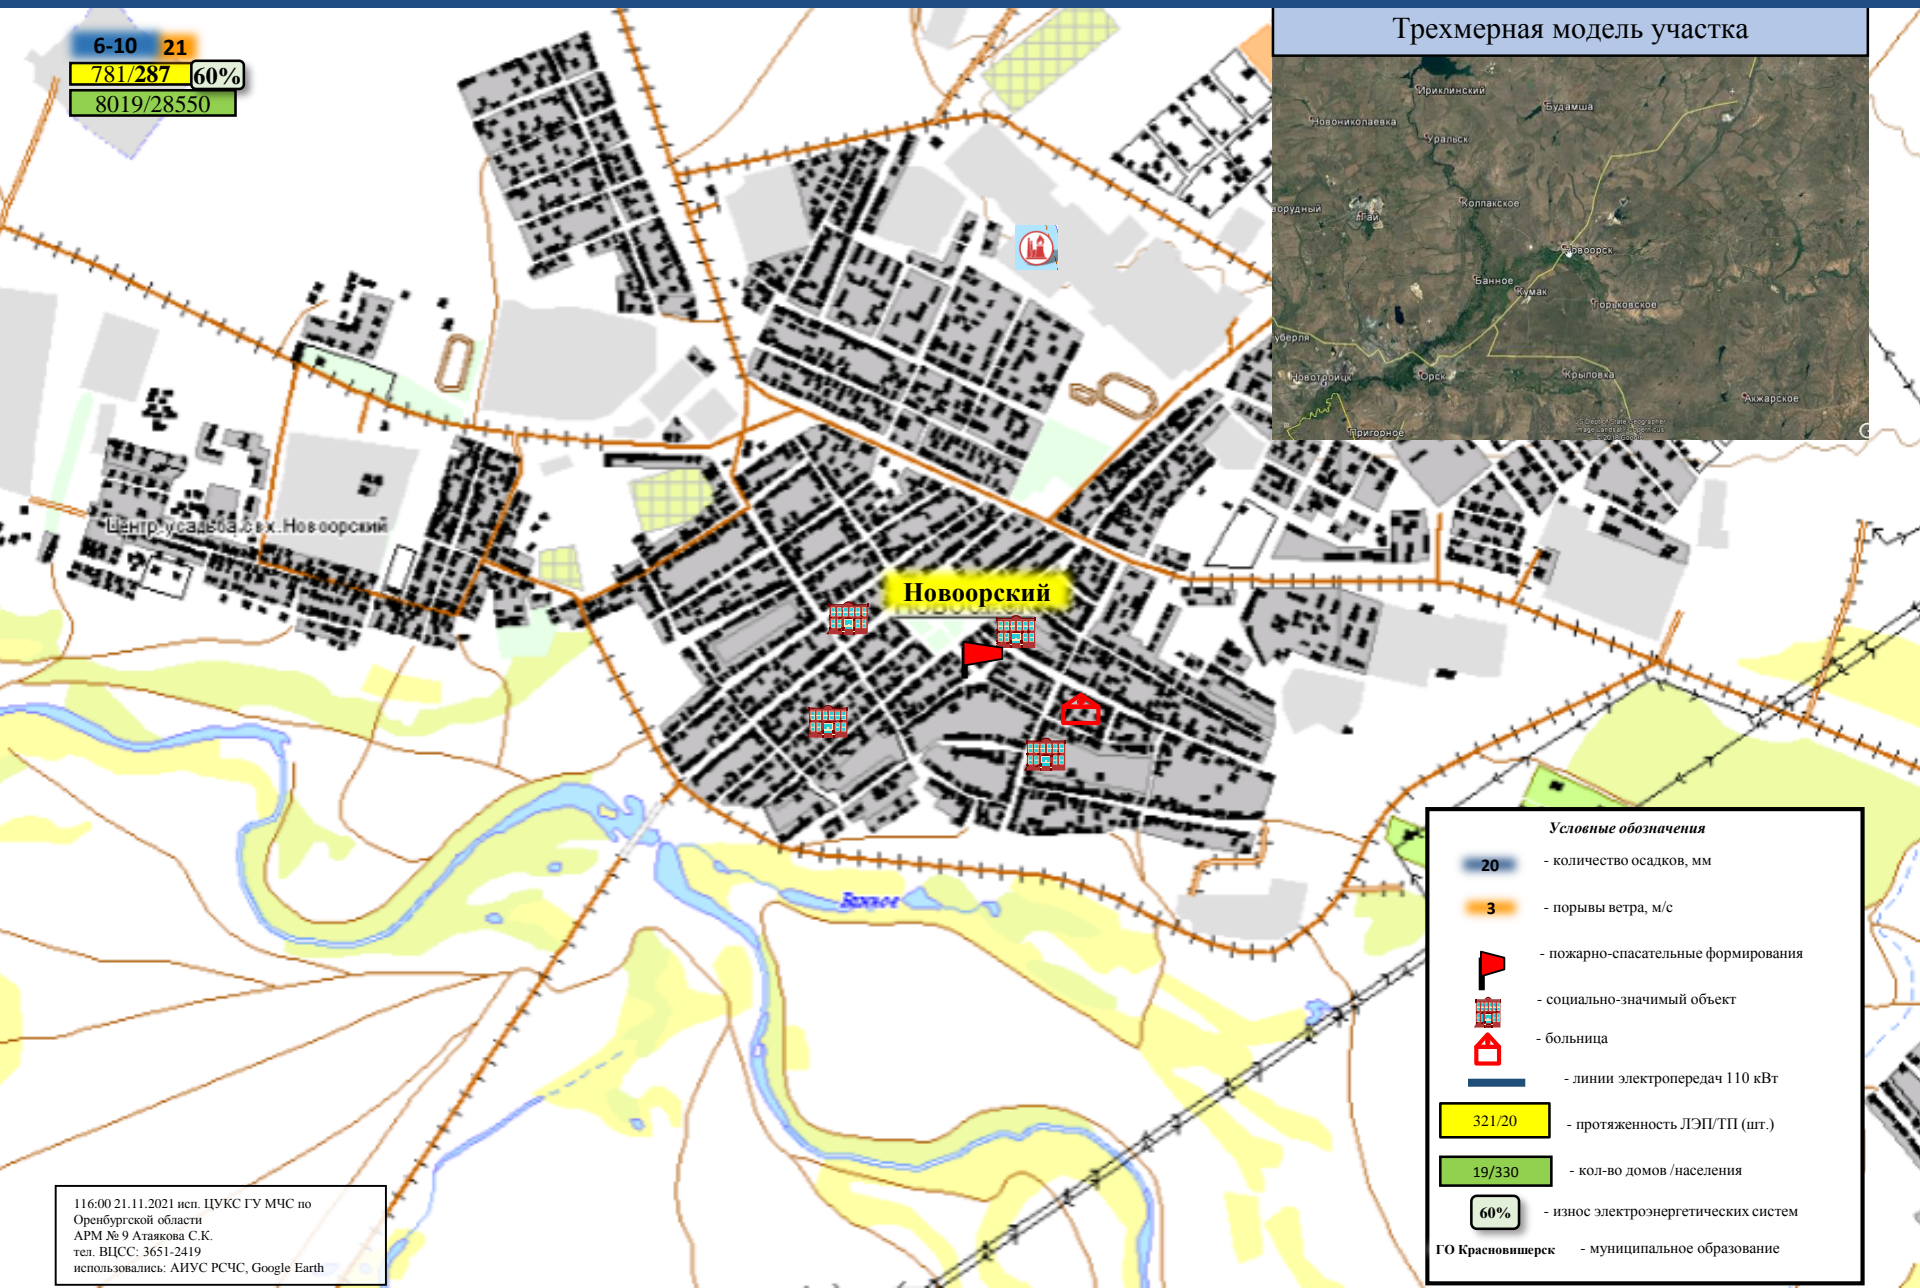 6-10 21
781/287 60%
8019/28550
Трехмерная модель участка
Ириклинский
Будамша
Новониколаевка
Уральск
Колпакское
ворудный
Гай
Новоорск
Банное
Кумак
Горьковское
уберля
Новотроицк
Орск
Крыловка
Акжарское
Пригорное
Центр.усадьба свх.Новоорский
Новоорский
Банное
Условные обозначения
20 - количество осадков, мм
3 - порывы ветра, м/с
- пожарно-спасательные формирования
- социально-значимый объект
- больница
- линии электропередач 110 кВт
321/20 - протяженность ЛЭП/ТП (шт.)
19/330 - кол-во домов /населения
60% - износ электроэнергетических систем
ГО Красновишерск - муниципальное образование
116:00 21.11.2021 исп. ЦУКС ГУ МЧС по
Оренбургской области
АРМ № 9 Атаякова С.К.
тел. ВЦСС: 3651-2419
использовались: АИУС РСЧС, Google Earth